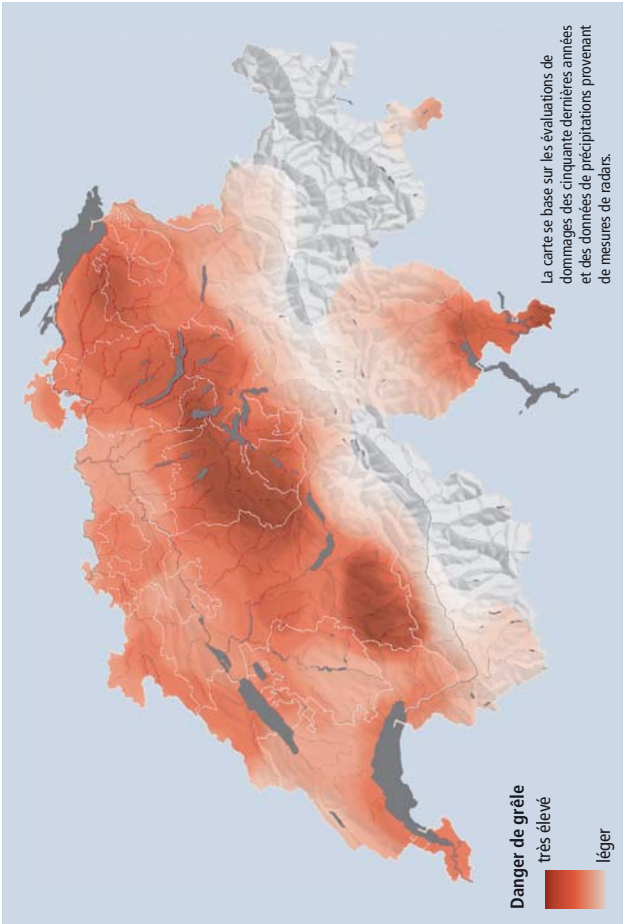 Danger de grêle
très élevé
léger
La carte se base sur les évaluations de
dommages des cinquante dernières années
et des données de précipitations provenant
de mesures de radars.